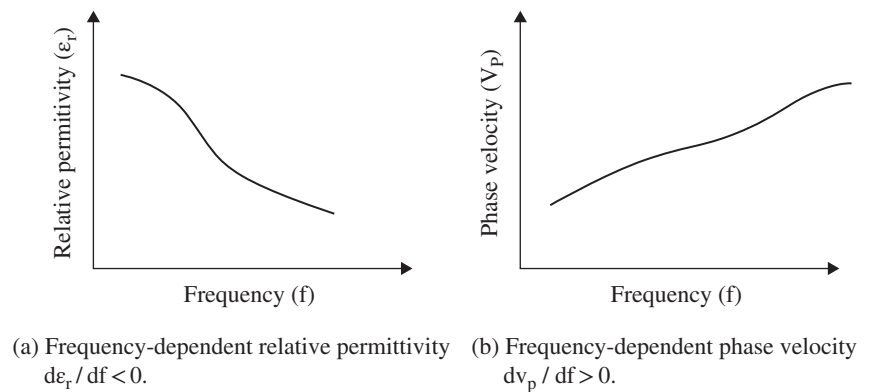 Relative permitivity (εr)
Frequency (f)
(a) Frequency-dependent relative permittivity
dεr / df < 0.
Phase velocity (VP)
Frequency (f)
(b) Frequency-dependent phase velocity
dvp / df > 0.